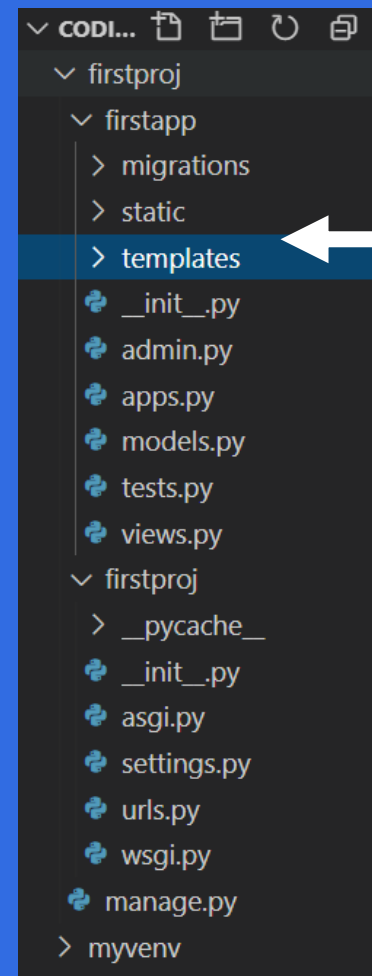 CODI...
firstproj
firstapp
migrations
static
templates
__init__.py
admin.py
apps.py
models.py
tests.py
views.py
firstproj
__pycache__
__init__.py
asgi.py
settings.py
urls.py
wsgi.py
manage.py
myvenv